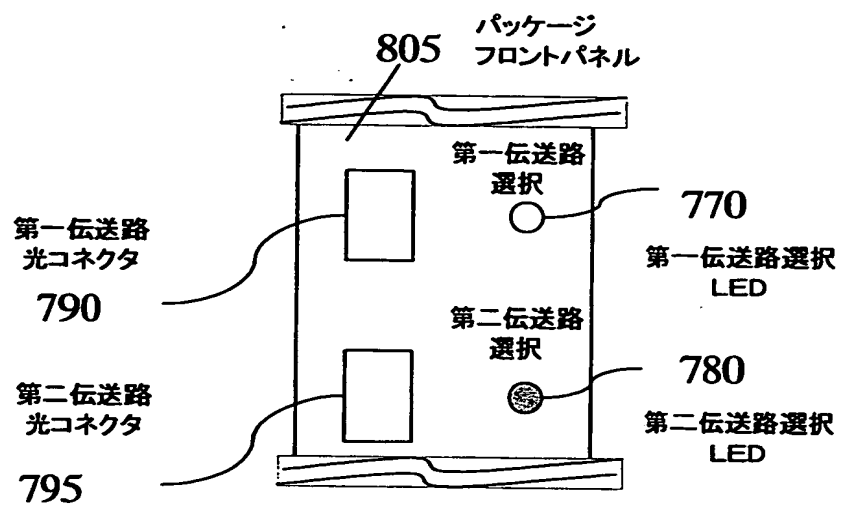 パッケージ
フロントパネル
805
第一伝送路
選択
770
第一伝送路選択
LED
第一伝送路
光コネクタ
790
第二伝送路
選択
780
第二伝送路選択
LED
第二伝送路
光コネクタ
795